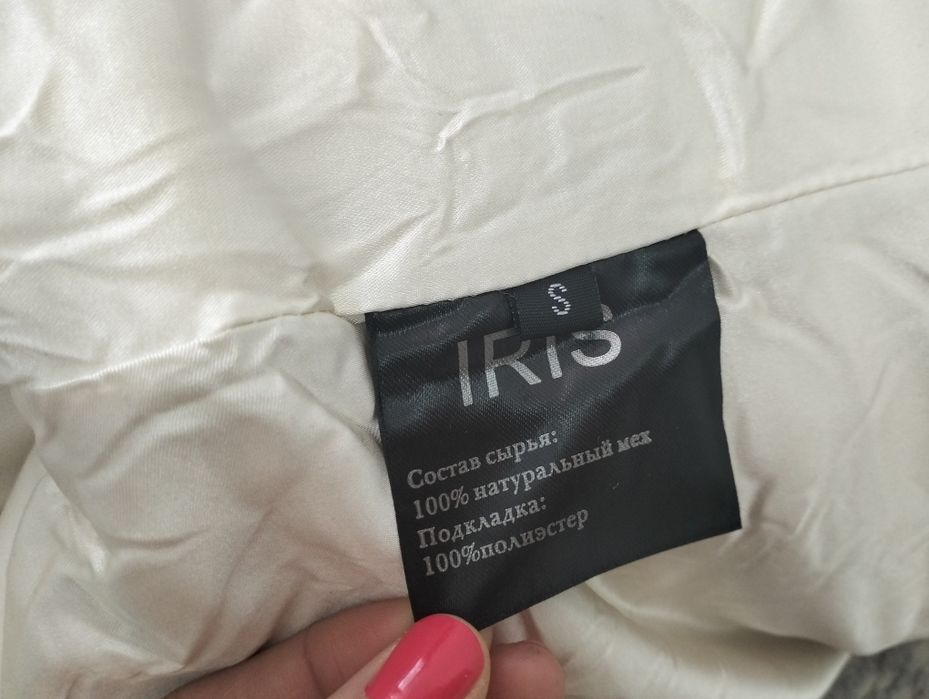 S
IRIS
Состав сырья:
100% натуральный мех
Подкладка:
100%полиэстер